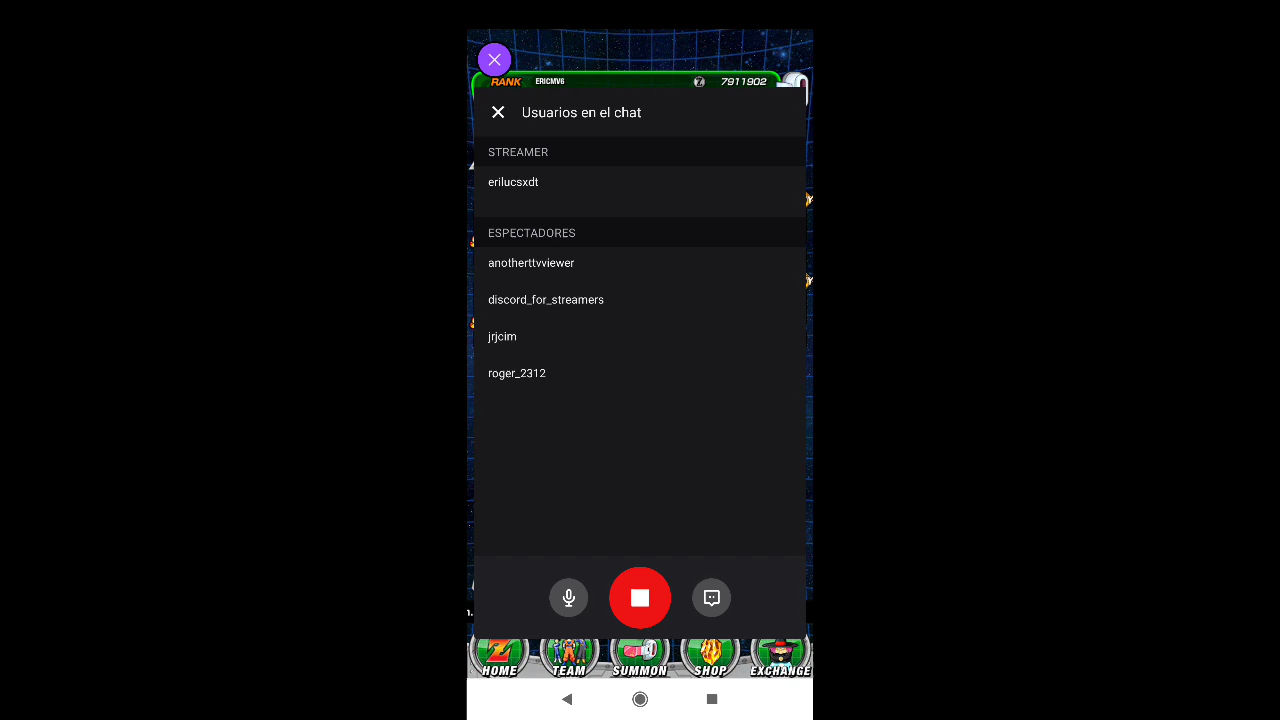 RANK ERICMV6 7911902
Usuarios en el chat
STREAMER
erilucsxdt
ESPECTADORES
anotherttvviewer
discord_for_streamers
jrjcim
roger_2312
HOME TEAM SUMMON SHOP EXCHANGE